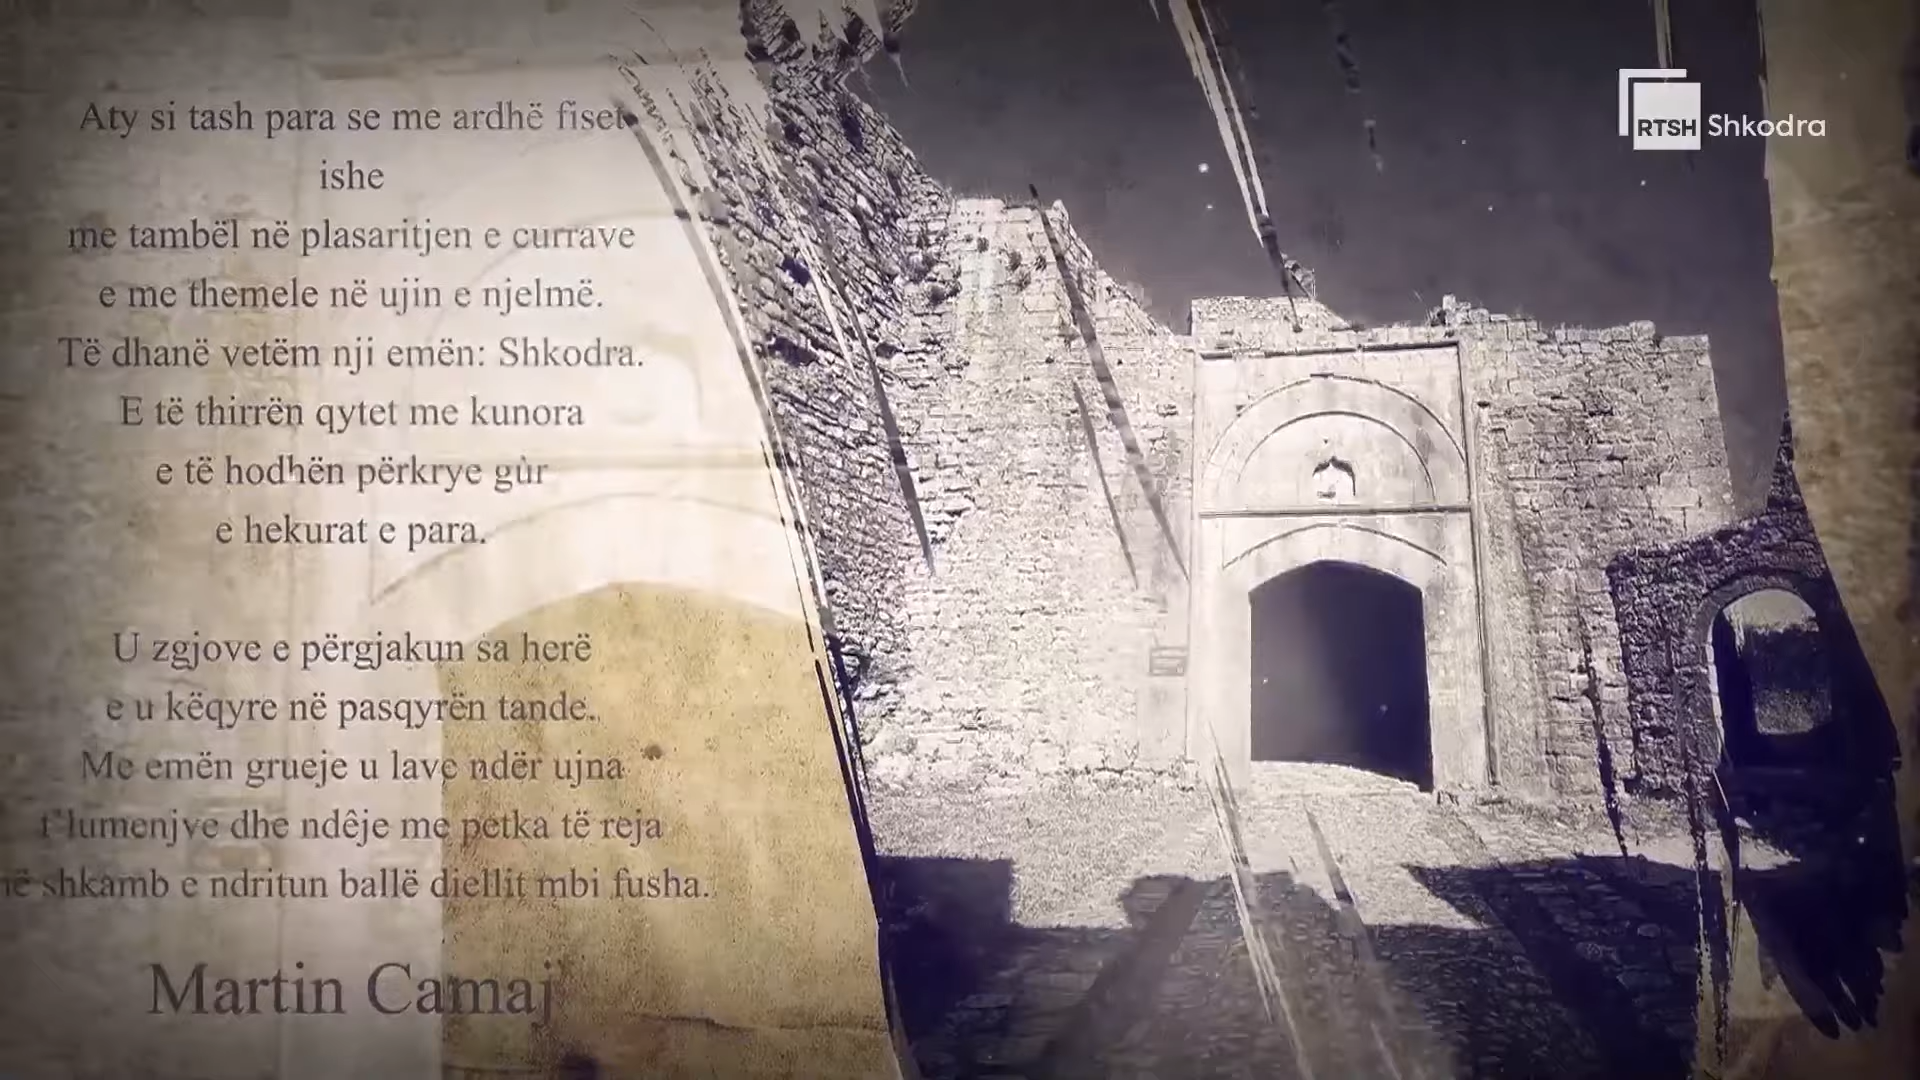 Aty si tash para se me ardhë fiset
ishe
me tambël në plasaritjen e currave
e me themele në ujin e njelmë.
Të dhanë vetëm nji emën: Shkodra.
E të thirrën qytet me kunora
e të hodhën përkrye gùr
e hekurat e para.
U zgjove e përgjakun sa herë
e u këqyre në pasqyrën tande.
Me emën grueje u lave ndër ujna
t'lumenjve dhe ndêje me petka të reja
në shkamb e ndritun ballë diellit mbi fusha.
Martin Camaj
RTSH Shkodra